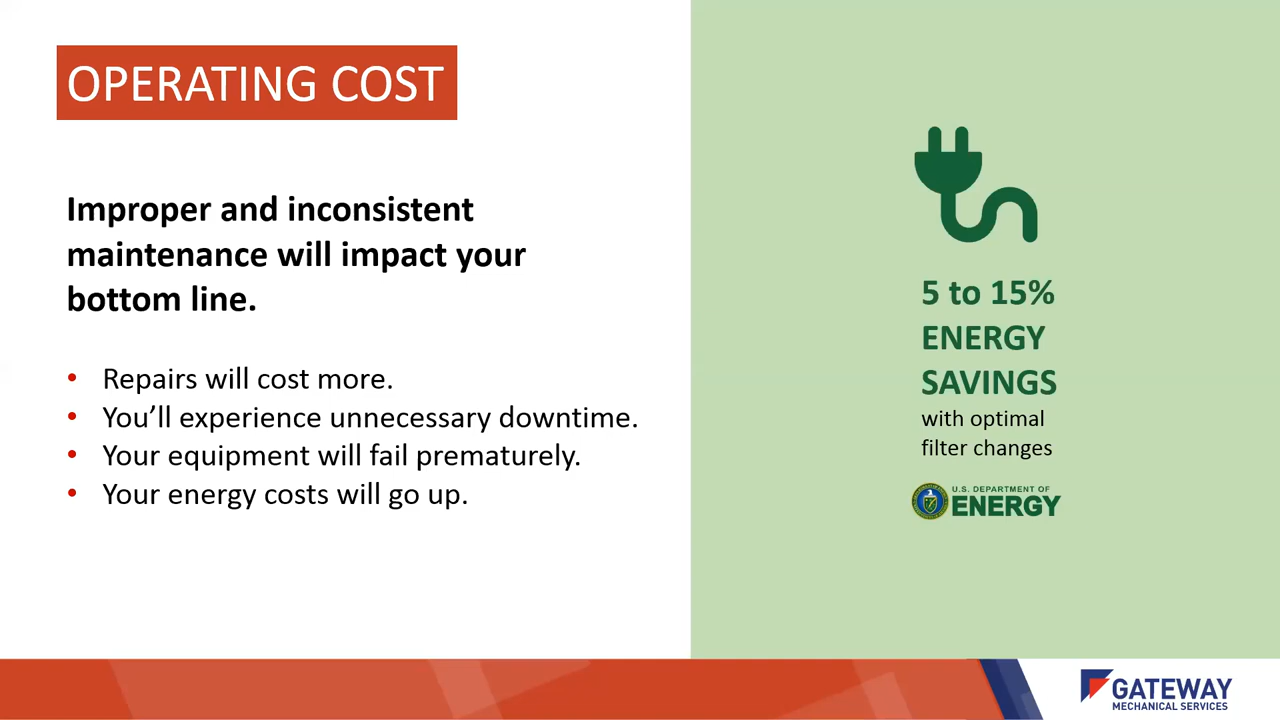 OPERATING COST
Improper and inconsistent
maintenance will impact your
bottom line.
• Repairs will cost more.
• You’ll experience unnecessary downtime.
• Your equipment will fail prematurely.
• Your energy costs will go up.
5 to 15%
ENERGY
SAVINGS
with optimal
filter changes
U.S. DEPARTMENT OF
ENERGY
GATEWAY
MECHANICAL SERVICES